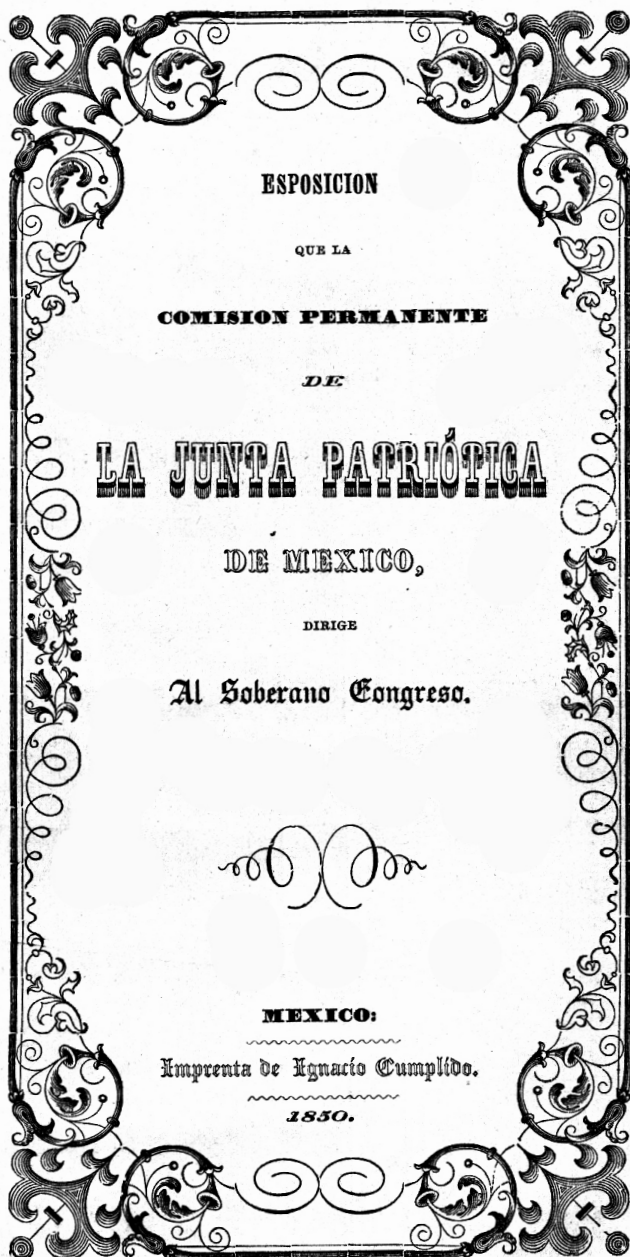 ESPOSICION
QUE LA
COMISION PERMANENTE
DE
LA JUNTA PATRIÓTICA
DE MEXICO,
DIRIGE
Al Soberano Congreso.
MEXICO:
Imprenta de Ignacio Cumplido.
1850.